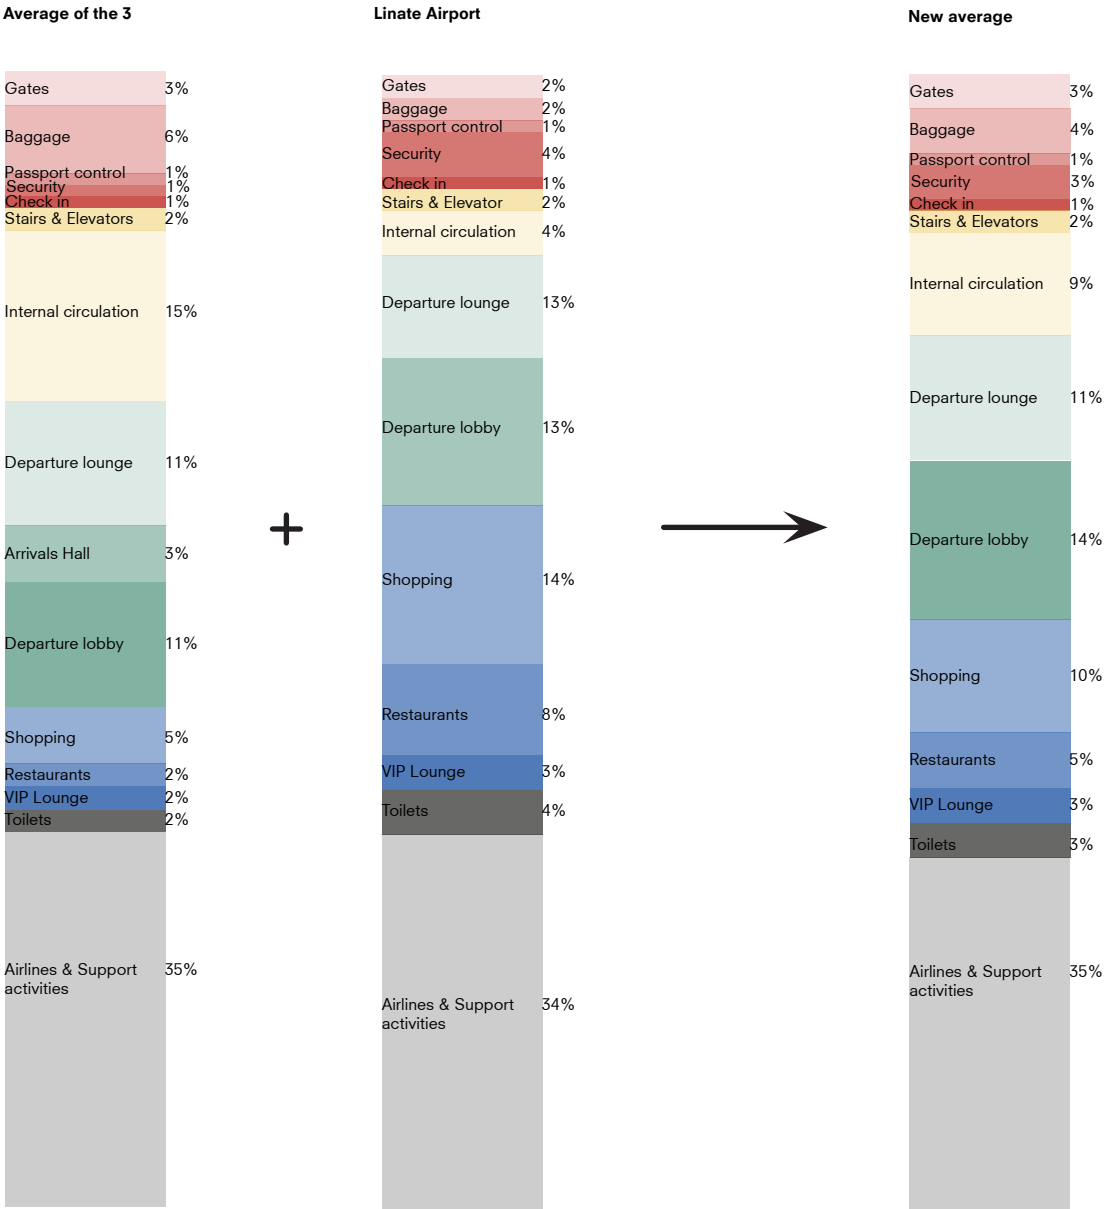 Average of the 3
Gates 3%
Baggage 6%
Passport control 1%
Security 1%
Check in 1%
Stairs & Elevators 2%
Internal circulation 15%
Departure lounge 11%
Arrivals Hall 3%
Departure lobby 11%
Shopping 5%
Restaurants 2%
VIP Lounge 2%
Toilets 2%
Airlines & Support 35%
activities
+
Linate Airport
Gates 2%
Baggage 2%
Passport control 1%
Security 4%
Check in 1%
Stairs & Elevator 2%
Internal circulation 4%
Departure lounge 13%
Departure lobby 13%
Shopping 14%
Restaurants 8%
VIP Lounge 3%
Toilets 4%
Airlines & Support 34%
activities
New average
Gates 3%
Baggage 4%
Passport control 1%
Security 3%
Check in 1%
Stairs & Elevators 2%
Internal circulation 9%
Departure lounge 11%
Departure lobby 14%
Shopping 10%
Restaurants 5%
VIP Lounge 3%
Toilets 3%
Airlines & Support 35%
activities